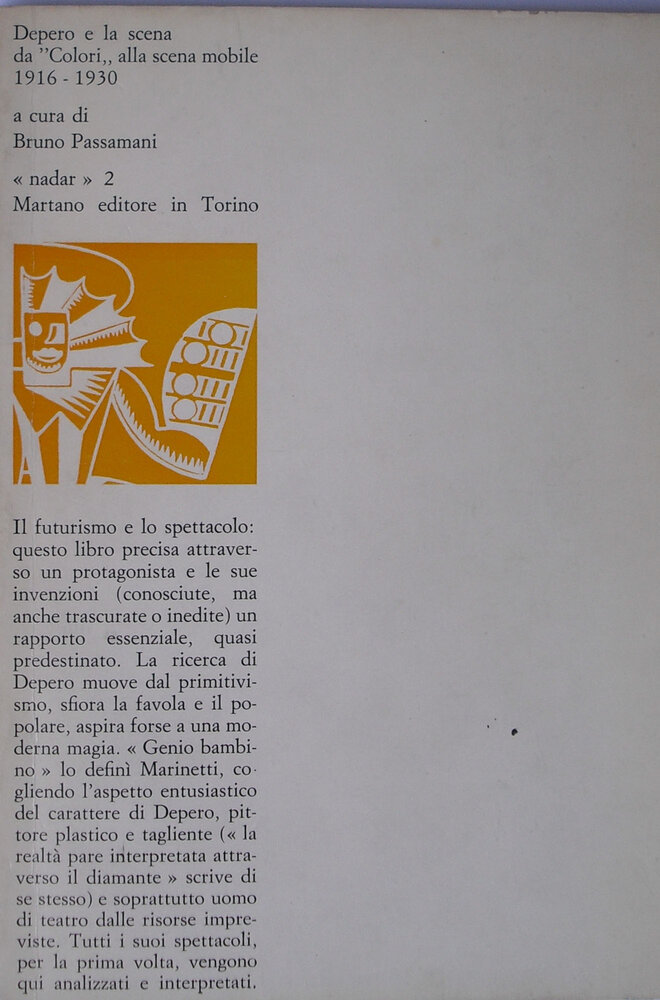 Depero e la scena
da ”Colori„ alla scena mobile
1916 - 1930
a cura di
Bruno Passamani
« nadar » 2
Martano editore in Torino
Il futurismo e lo spettacolo:
questo libro precisa attraver-
so un protagonista e le sue
invenzioni (conosciute, ma
anche trascurate o inedite) un
rapporto essenziale, quasi
predestinato. La ricerca di
Depero muove dal primitivi-
smo, sfiora la favola e il po-
polare, aspira forse a una mo-
derna magia. « Genio bambi-
no » lo definì Marinetti, co-
gliendo l'aspetto entusiastico
del carattere di Depero, pit-
tore plastico e tagliente (« la
realtà pare interpretata attra-
verso il diamante » scrive di
se stesso) e soprattutto uomo
di teatro dalle risorse impre-
viste. Tutti i suoi spettacoli,
per la prima volta, vengono
quí analizzati e interpretati.